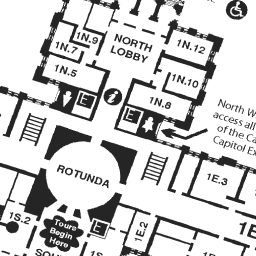 1N.9
1N.7
1N.5
NORTH
LOBBY
1N.12
1N.10
1N.8
E
i
E
North W
access all
of the Ca
Capitol Ex
ROTUNDA
1E.3
1S.2
Tours
Begin
Here
E
1E.2
1E
SOU